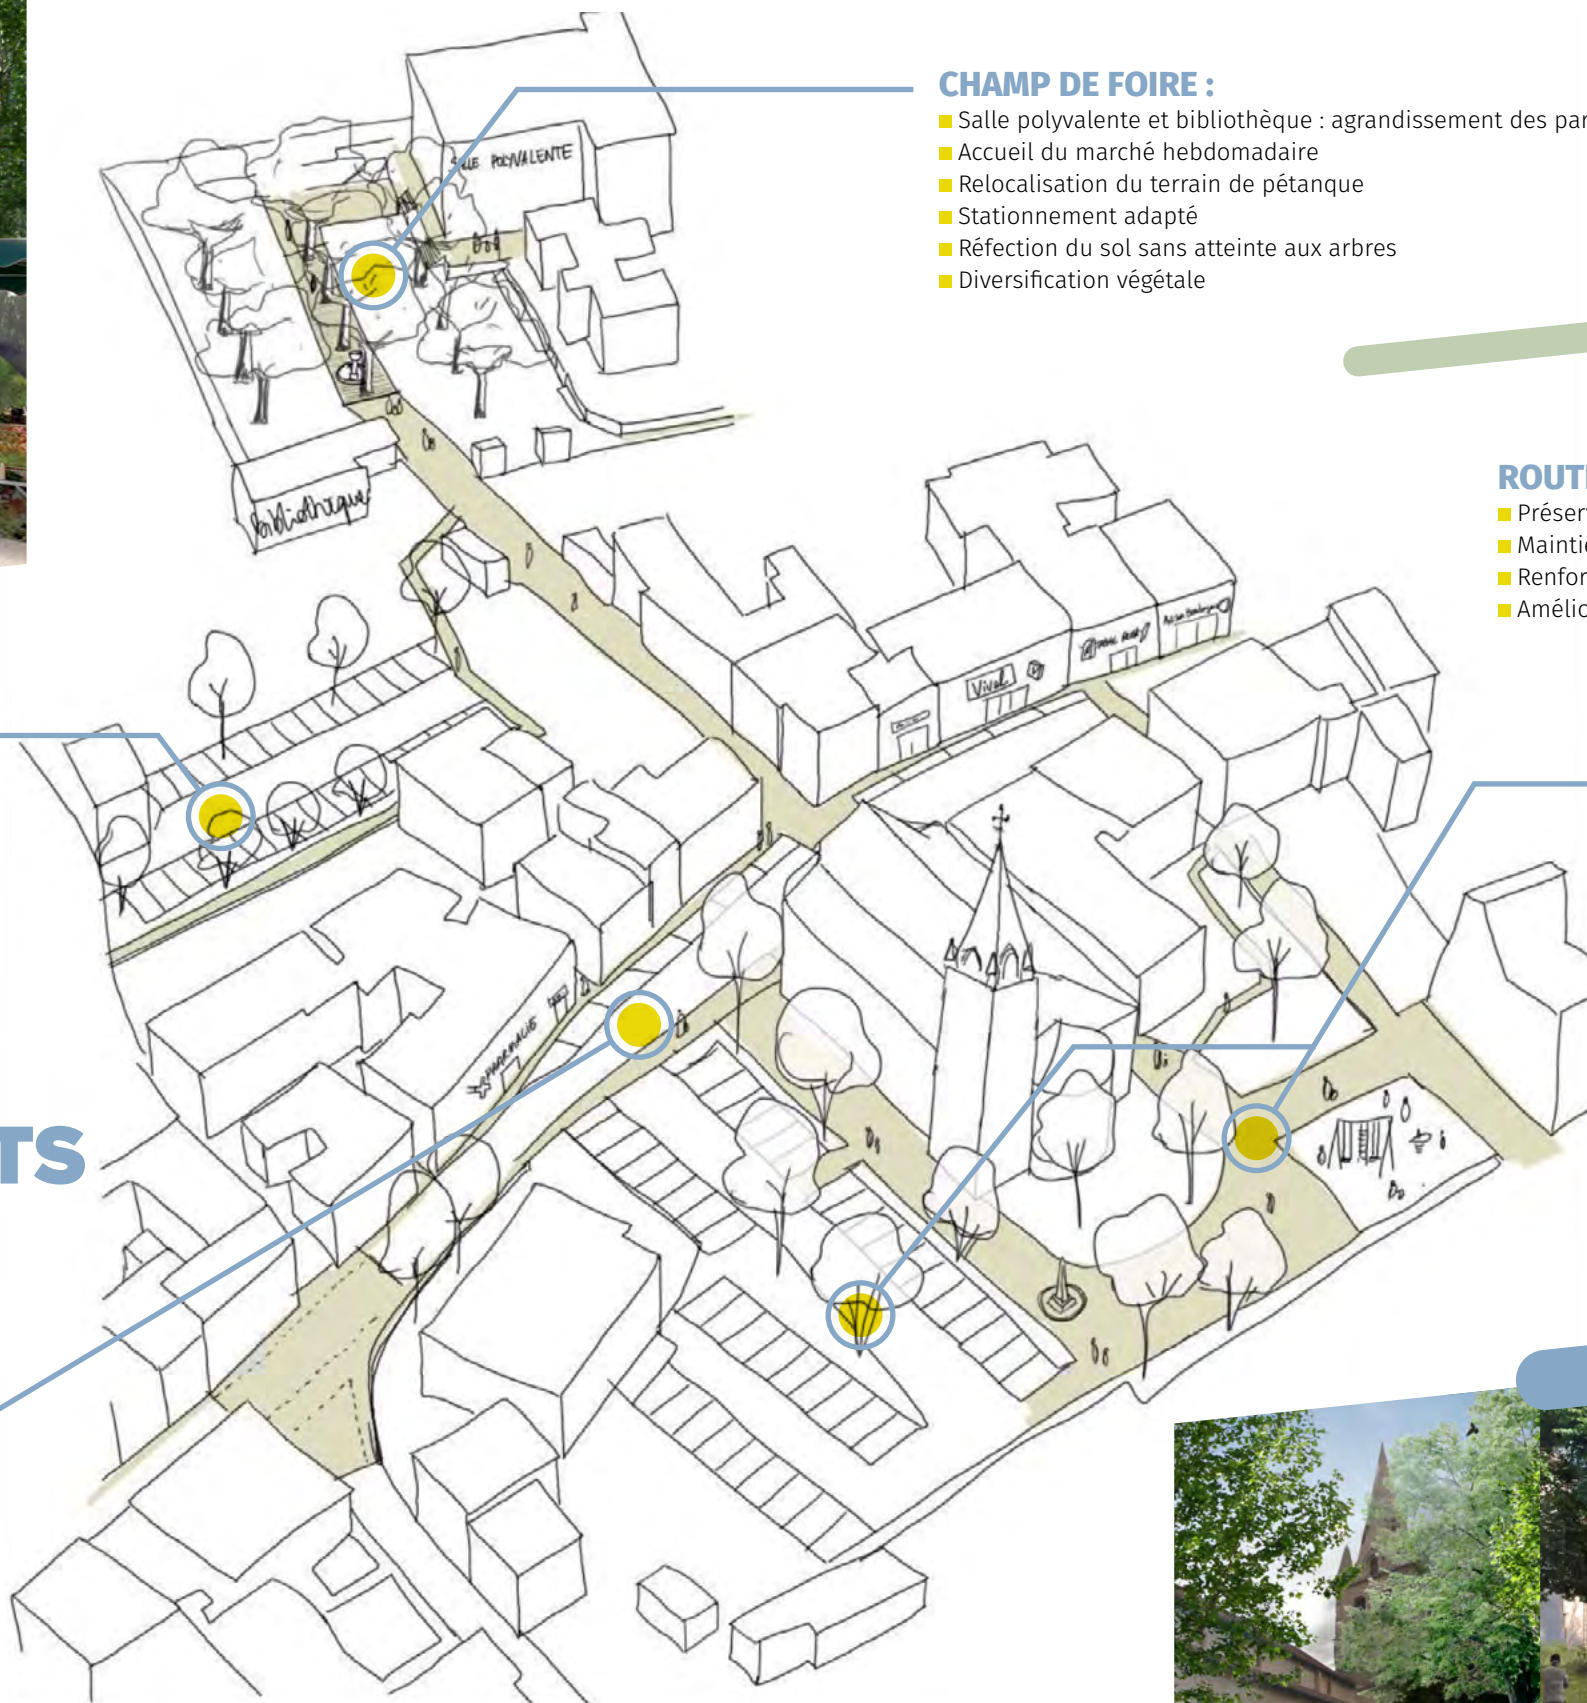 CHAMP DE FOIRE :
Salle polyvalente et bibliothèque : agrandissement des par
Accueil du marché hebdomadaire
Relocalisation du terrain de pétanque
Stationnement adapté
Réfection du sol sans atteinte aux arbres
Diversification végétale
SALLE POLYVALENTE
bibliothèque
ROUT
Préser
Maintie
Renfor
Amélio
Vival
TABAC
PHARMACIE
TS